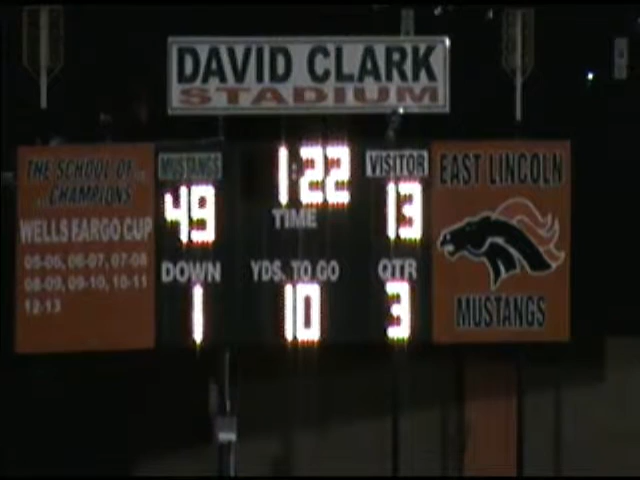 DAVID CLARK
STADIUM
THE SCHOOL OF...
...CHAMPIONS
WELLS FARGO CUP
05-06, 06-07, 07-08
08-09, 09-10, 10-11
12-13
MUSTANGS
49
1:22
TIME
VISITOR
13
DOWN
1
YDS. TO GO
10
QTR
3
EAST LINCOLN
MUSTANGS